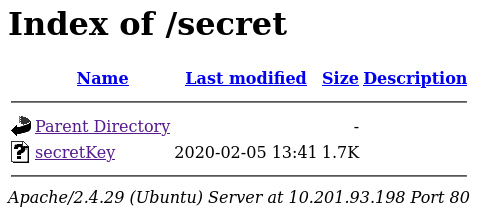 Index of /secret
Name Last modified Size Description
Parent Directory -
secretKey 2020-02-05 13:41 1.7K
Apache/2.4.29 (Ubuntu) Server at 10.201.93.198 Port 80